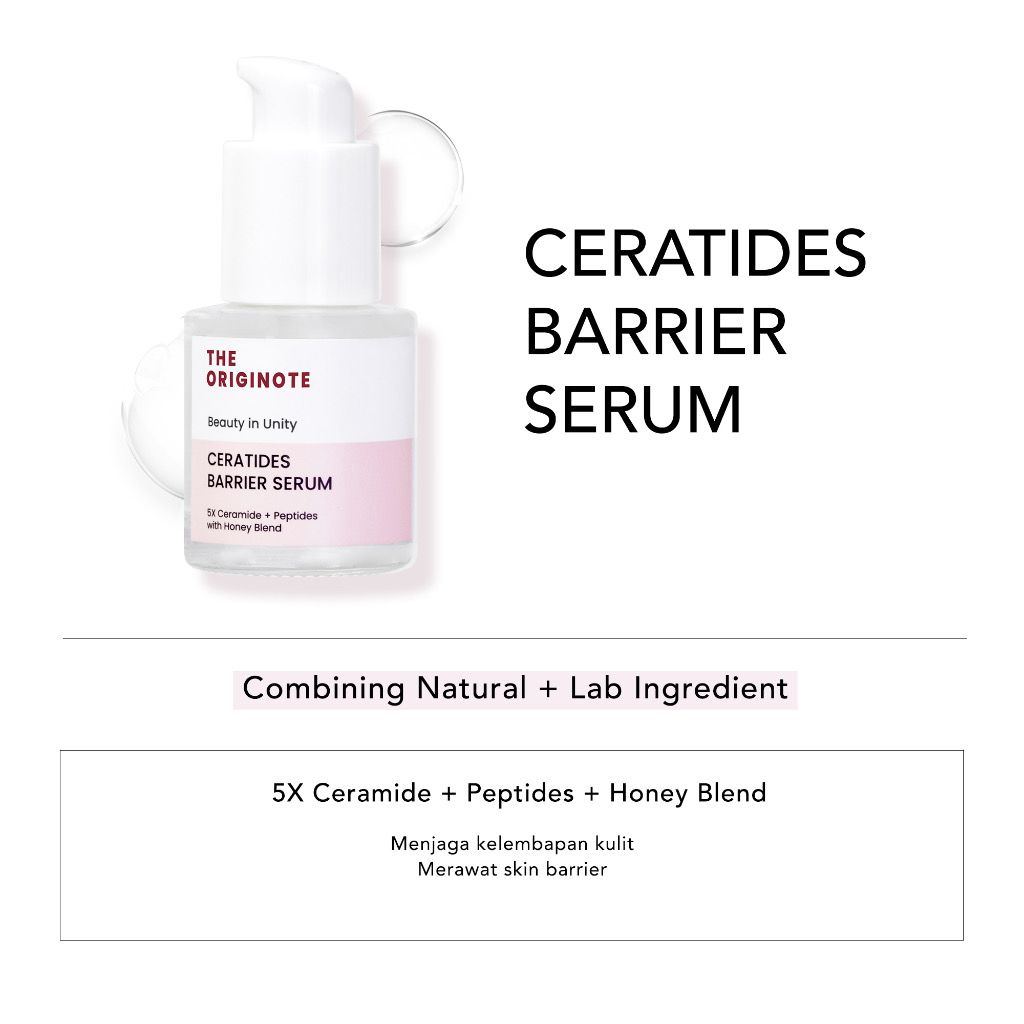 THE
ORIGINOTE
Beauty in Unity
CERATIDES
BARRIER SERUM
5X Ceramide + Peptides
with Honey Blend
CERATIDES
BARRIER
SERUM
Combining Natural + Lab Ingredient
5X Ceramide + Peptides + Honey Blend
Menjaga kelembapan kulit
Merawat skin barrier